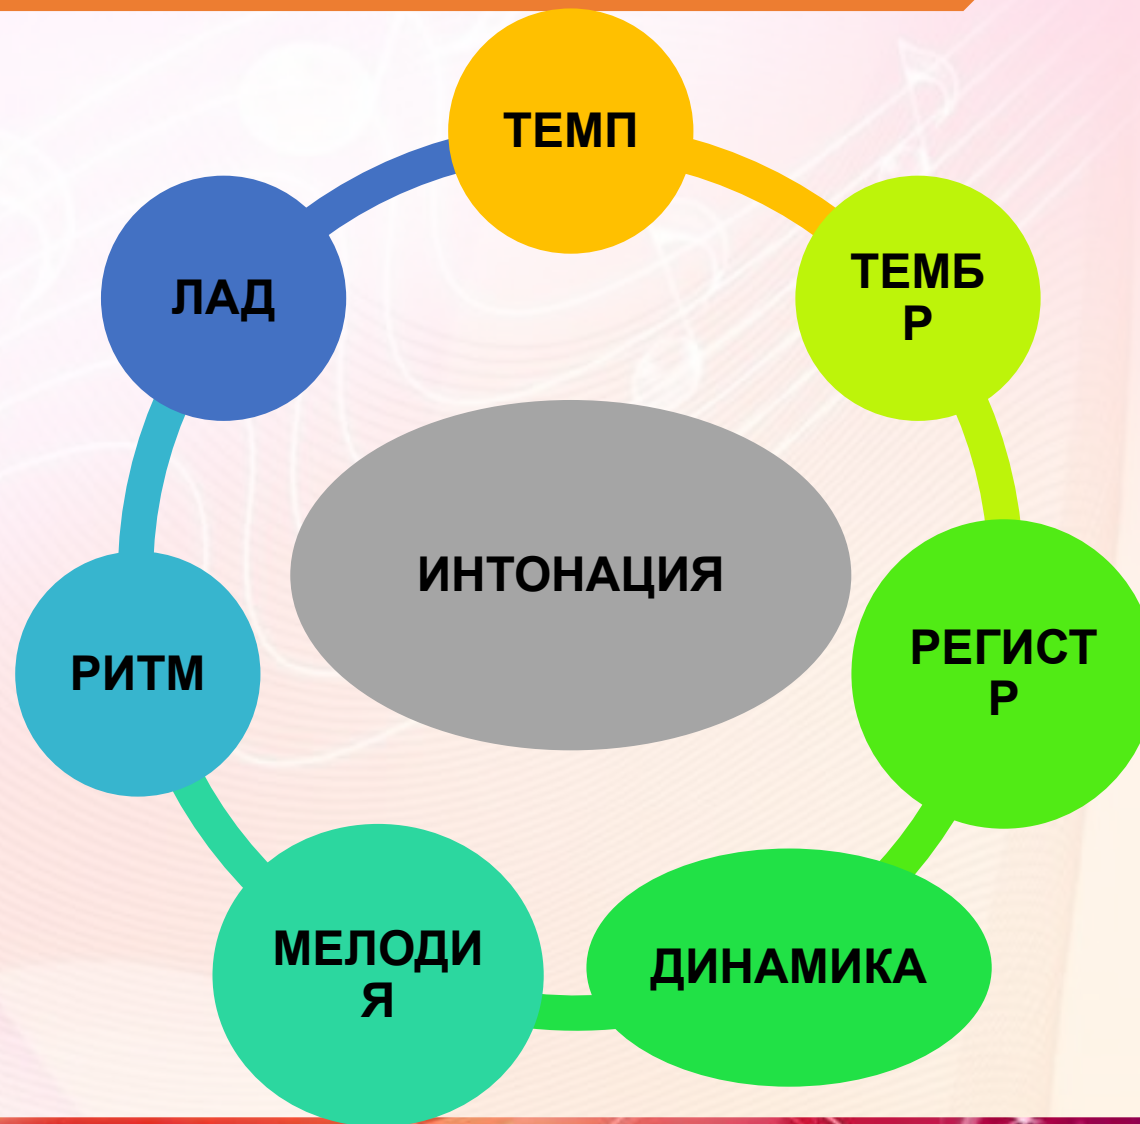 ТЕМП
ТЕМБ
Р
ЛАД
ИНТОНАЦИЯ
РЕГИСТ
Р
РИТМ
МЕЛОДИ
Я
ДИНАМИКА